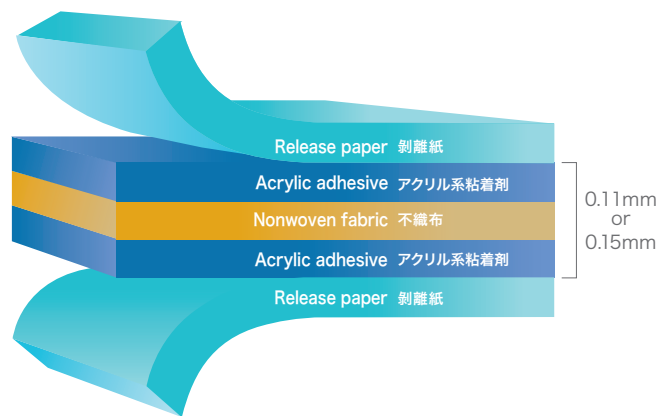 Release paper 剥離紙
Acrylic adhesive アクリル系粘着剤
Nonwoven fabric 不織布
Acrylic adhesive アクリル系粘着剤
Release paper 剥離紙
0.11mm
or
0.15mm